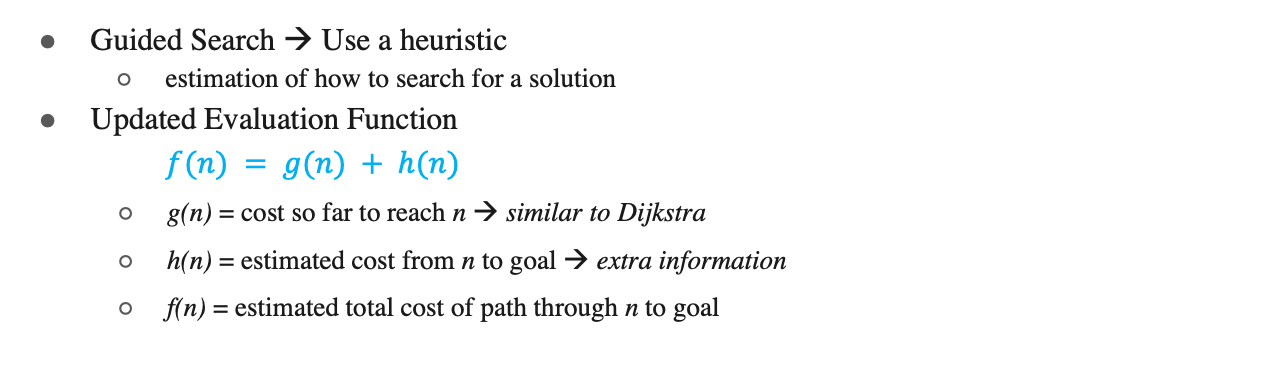 ● Guided Search → Use a heuristic
○ estimation of how to search for a solution
● Updated Evaluation Function
f(n) = g(n) + h(n)
○ g(n) = cost so far to reach n → similar to Dijkstra
○ h(n) = estimated cost from n to goal → extra information
○ f(n) = estimated total cost of path through n to goal